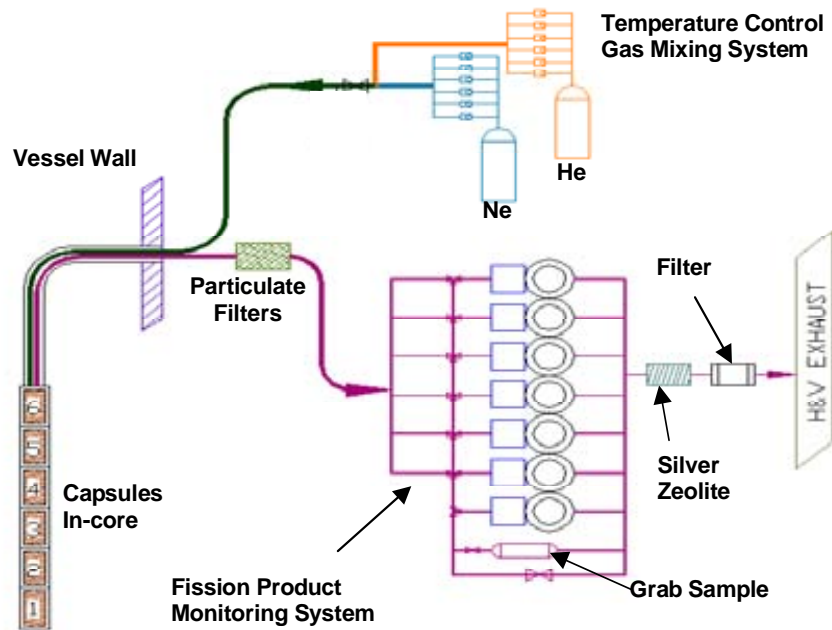 Temperature Control
Gas Mixing System
Vessel Wall
He
Ne
Particulate
Filters
Filter
H&V EXHAUST
6
5
4
3
2
1
Capsules
In-core
Silver
Zeolite
Fission Product
Monitoring System
Grab Sample